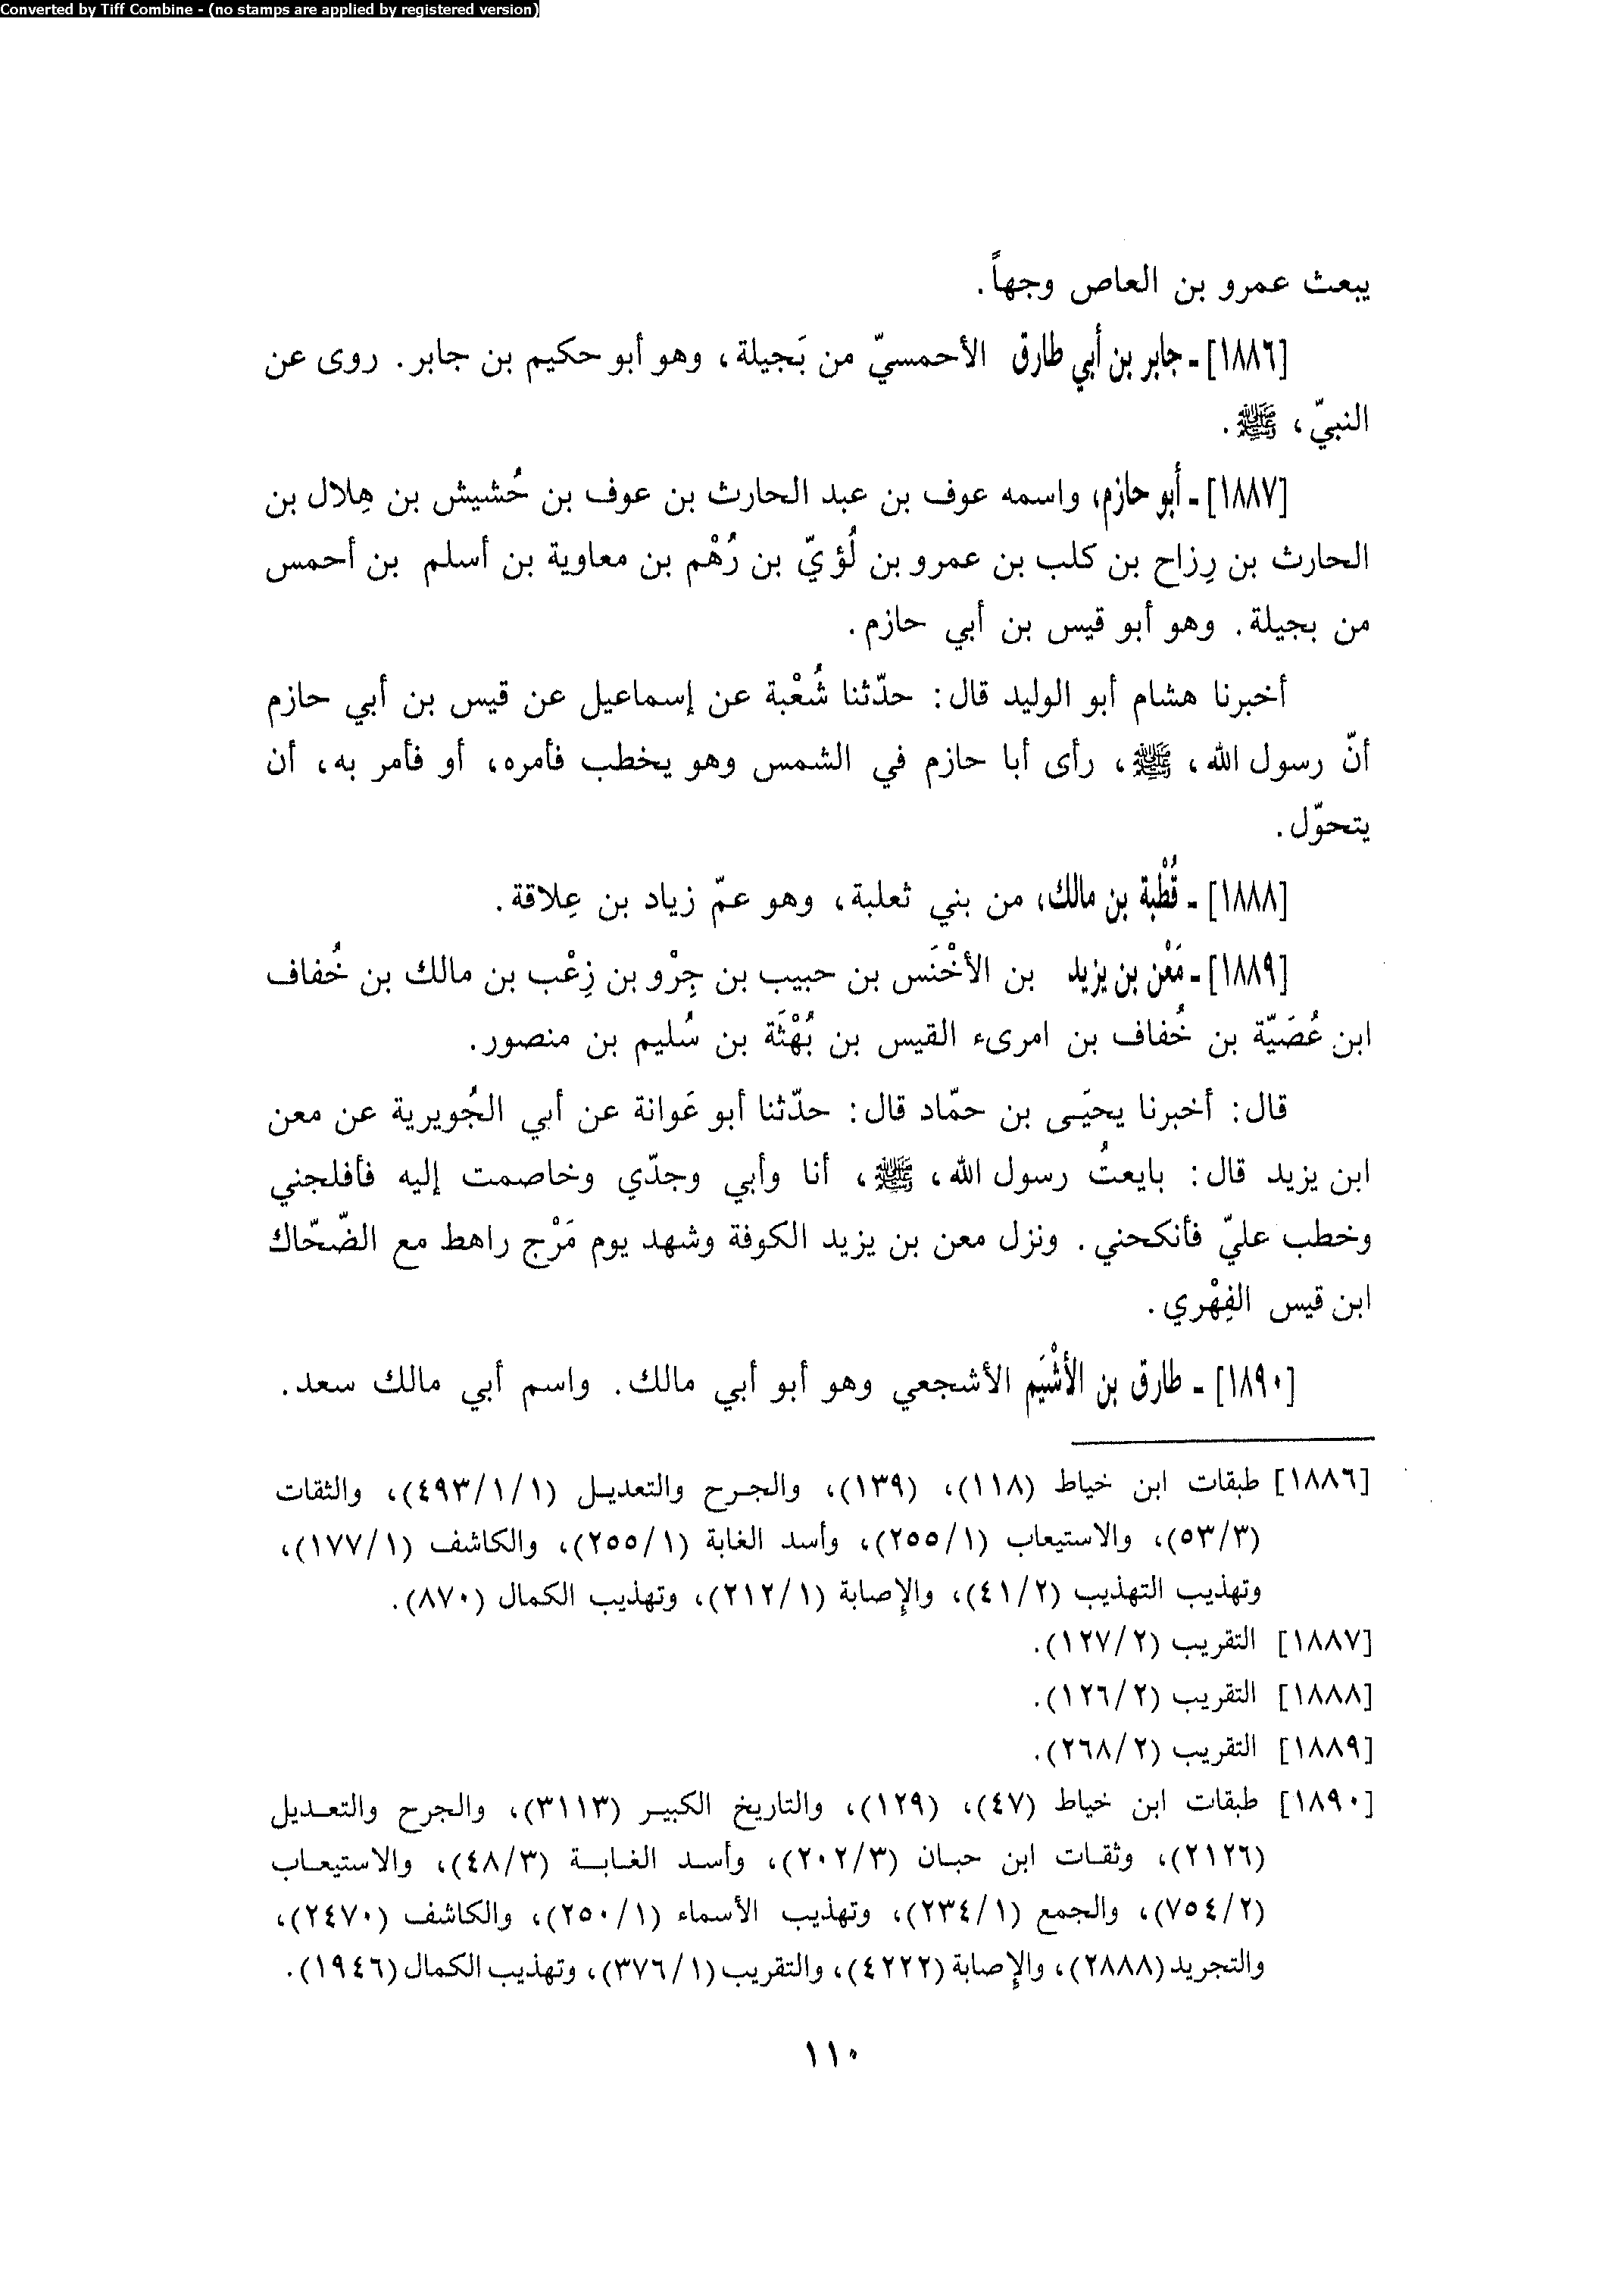 Converted by Tiff Combine - (no stamps are applied by registered version)
يبعث عمرو بن العاص وجهاً.
[١٨٨٦] ـ جابر بن أبي طارق الأحمسيّ من بَجيلة، وهو أبو حكيم بن جابر. روى عن
النبيّ، ﷺ.
[١٨٨٧] ـ أبو حازم، واسمه عوف بن عبد الحارث بن عوف بن حُشيش بن هِلال بن
الحارث بن رِزاح بن كلب بن عمرو بن لُؤيّ بن رُهْم بن معاوية بن أسلم بن أحمس
من بجيلة. وهو أبو قيس بن أبي حازم.
أخبرنا هشام أبو الوليد قال: حدّثنا شُعْبة عن إسماعيل عن قيس بن أبي حازم
أنّ رسول الله، ﷺ، رأى أبا حازم في الشمس وهو يخطب فأمره، أو فأمر به، أن
يتحوّل.
[١٨٨٨] ـ قُطْبة بن مالك، من بني ثعلبة، وهو عمّ زياد بن عِلاقة.
[١٨٨٩] ـ مَعْن بن يزيد بن الأخْنَس بن حبيب بن جِرْو بن زِعْب بن مالك بن خُفاف
ابن عُصَيّة بن خُفاف بن امرىء القيس بن بُهْثَة بن سُليم بن منصور.
قال: أخبرنا يحيَى بن حمّاد قال: حدّثنا أبو عَوانة عن أبي الجُويرية عن معن
ابن يزيد قال: بايعتُ رسول الله، ﷺ، أنا وأبي وجدّي وخاصمت إليه فأفلجني
وخطب عليّ فأنكحني. ونزل معن بن يزيد الكوفة وشهد يوم مَرْج راهط مع الضّحّاك
ابن قيس الفِهْري.
[١٨٩٠] ـ طارق بن الأشْيَم الأشجعي وهو أبو أبي مالك. واسم أبي مالك سعد.
[١٨٨٦] طبقات ابن خياط (١١٨)، (١٣٩)، والجرح والتعديل (٤٩٣/١/١)، والثقات
(٥٣/٣)، والاستيعاب (٢٥٥/١)، وأسد الغابة (٢٥٥/١)، والكاشف (١٧٧/١)،
وتهذيب التهذيب (٤١/٢)، والإصابة (٢١٢/١)، وتهذيب الكمال (٨٧٠).
[١٨٨٧] التقريب (١٢٧/٢).
[١٨٨٨] التقريب (١٢٦/٢).
[١٨٨٩] التقريب (٢٦٨/٢).
[١٨٩٠] طبقات ابن خياط (٤٧)، (١٢٩)، والتاريخ الكبير (٣١١٣)، والجرح والتعديل
(٢١٢٦)، وثقات ابن حبان (٢٠٢/٣)، وأسد الغابة (٤٨/٣)، والاستيعاب
(٧٥٤/٢)، والجمع (٢٣٤/١)، وتهذيب الأسماء (٢٥٠/١)، والكاشف (٢٤٧٠)،
والتجريد (٢٨٨٨)، والإصابة (٤٢٢٢)، والتقريب (٣٧٦/١)، وتهذيب الكمال (١٩٤٦).
١١٠